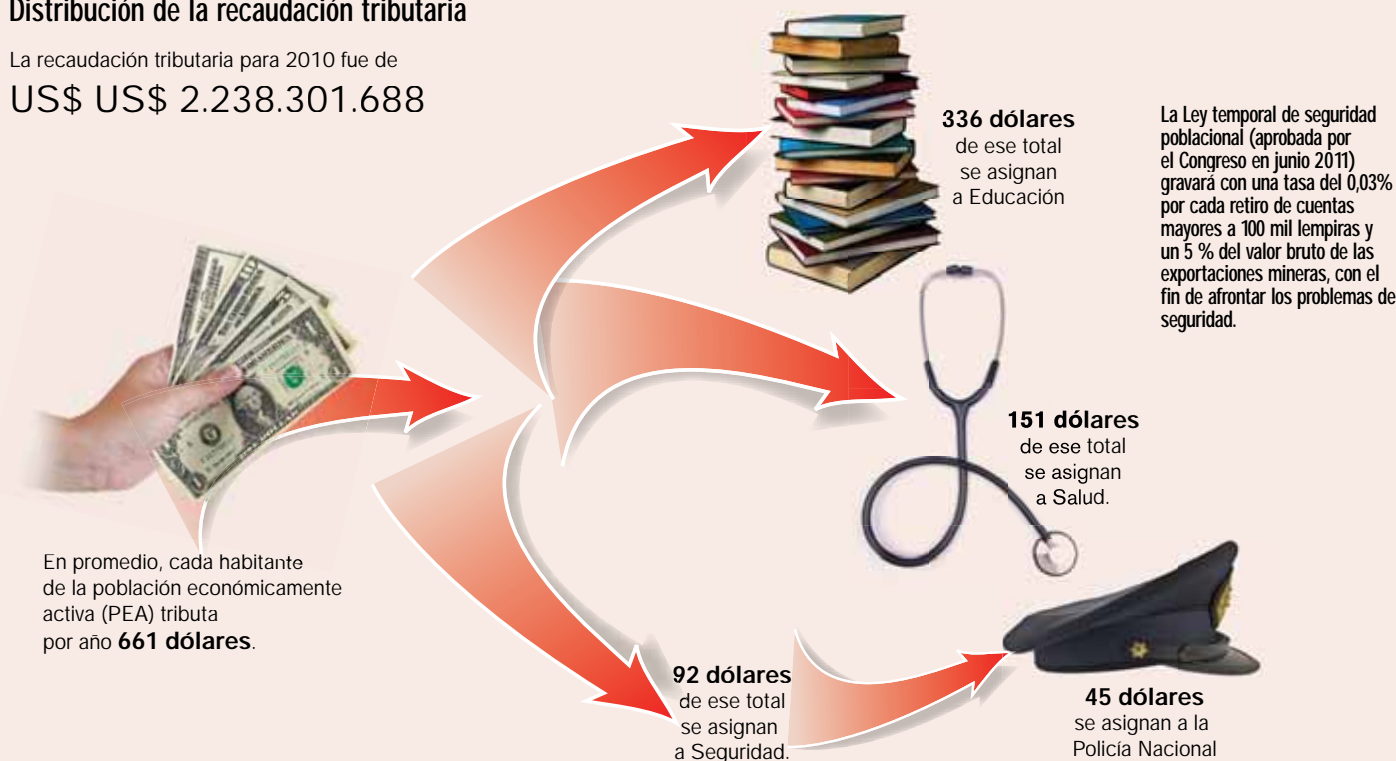 Distribución de la recaudación tributaria
La recaudación tributaria para 2010 fue de
US$ US$ 2.238.301.688
336 dólares
de ese total
se asignan
a Educación
La Ley temporal de seguridad
poblacional (aprobada por
el Congreso en junio 2011)
gravará con una tasa del 0,03%
por cada retiro de cuentas
mayores a 100 mil lempiras y
un 5 % del valor bruto de las
exportaciones mineras, con el
fin de afrontar los problemas de
seguridad.
151 dólares
de ese total
se asignan
a Salud.
En promedio, cada habitante
de la población económicamente
activa (PEA) tributa
por año 661 dólares.
92 dólares
de ese total
se asignan
a Seguridad.
45 dólares
se asignan a la
Policía Nacional